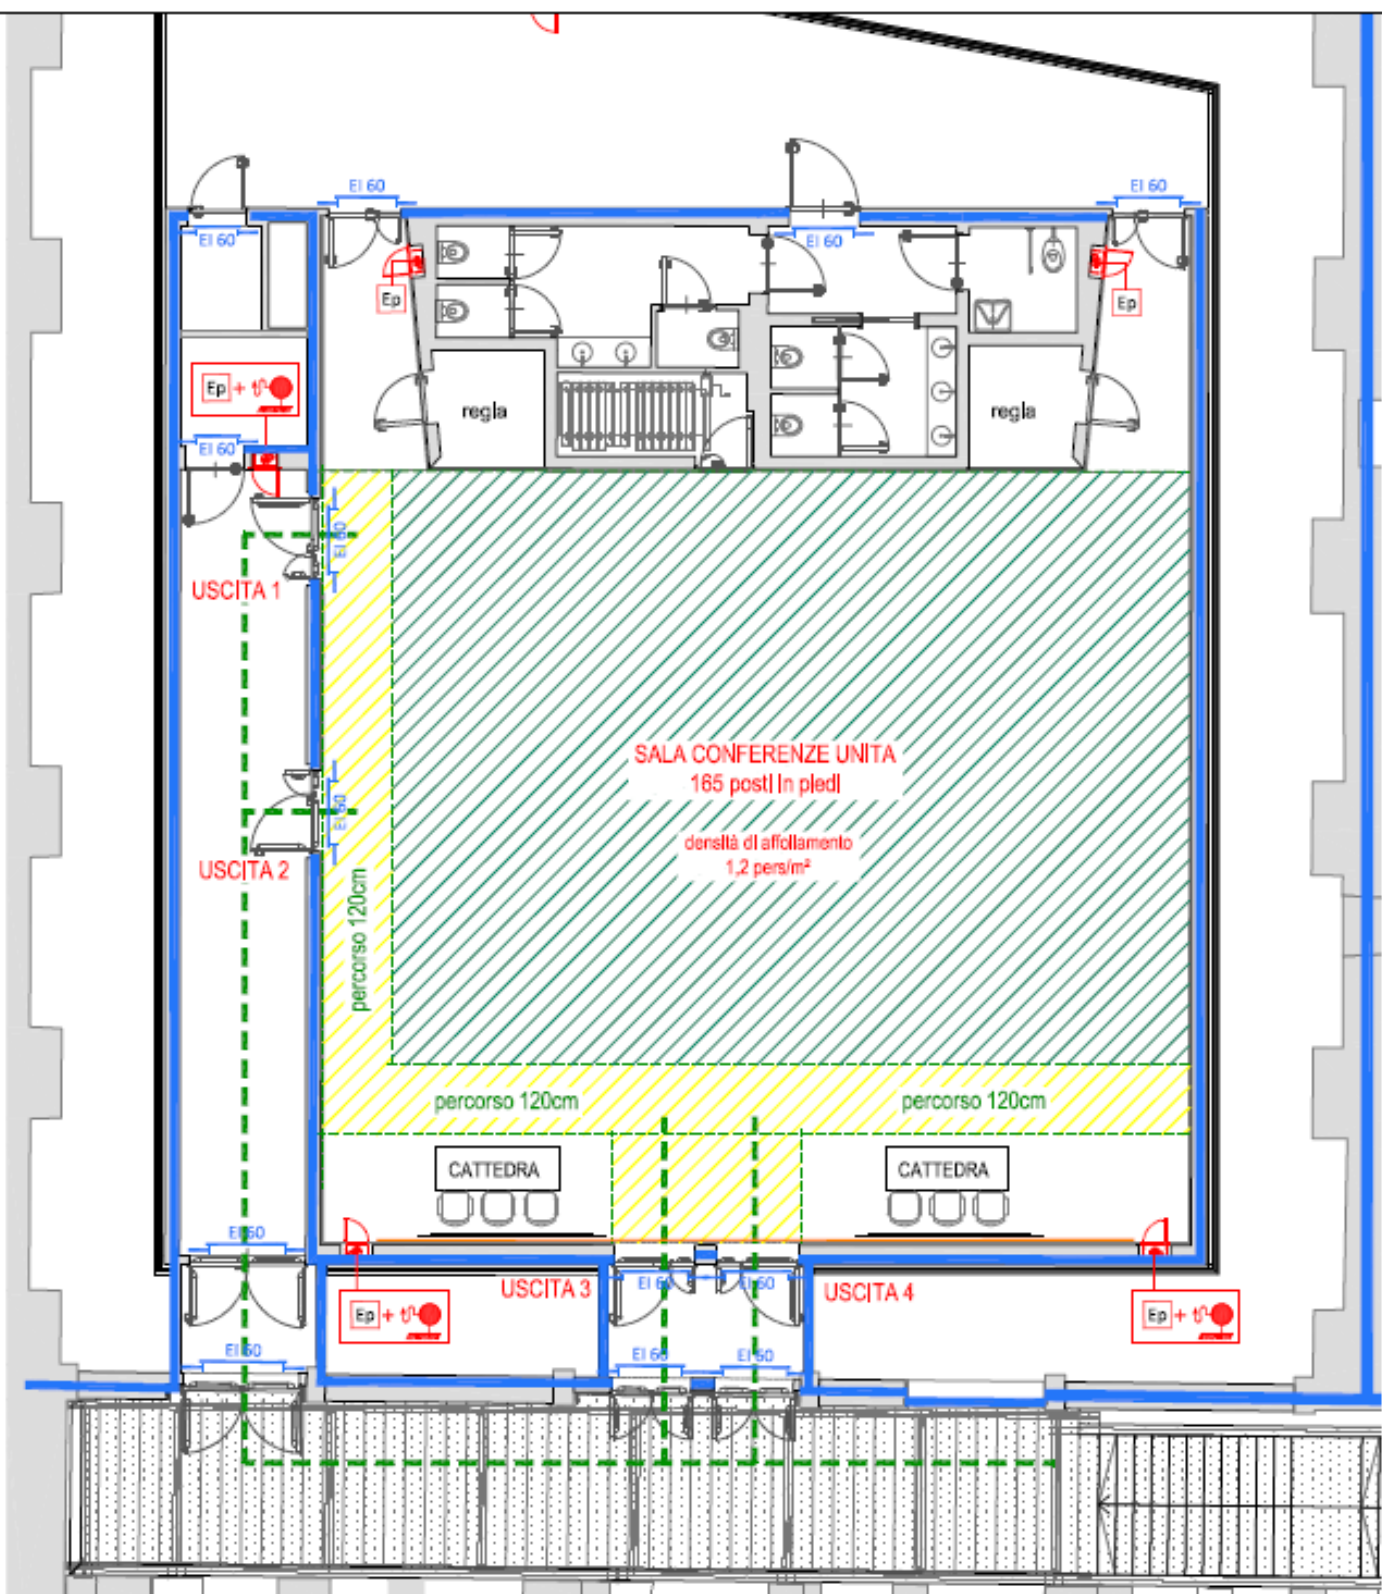 EI 60
EI 60
EI 60
EI 60
Ep
Ep
Ep +
regia
regia
EI 60
EI 60
USCITA 1
SALA CONFERENZE UNITA
165 posti in piedi
EI 60
densità di affollamento
1,2 pers/m²
USCITA 2
percorso 120cm
percorso 120cm
percorso 120cm
CATTEDRA
CATTEDRA
EI 60
USCITA 3
EI 60
EI 60
USCITA 4
Ep +
Ep +
EI 60
EI 60
EI 60